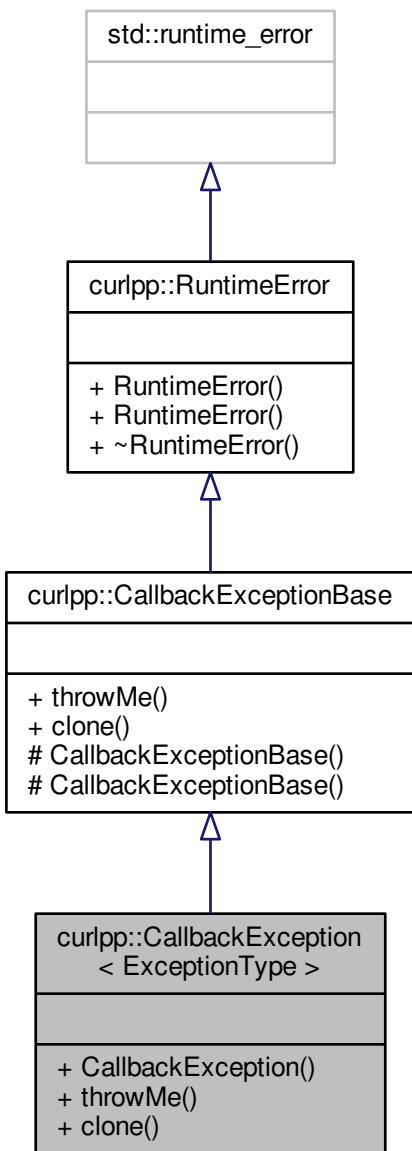 std::runtime_error
curlpp::RuntimeError
+ RuntimeError()
+ RuntimeError()
+ ~RuntimeError()
curlpp::CallbackExceptionBase
+ throwMe()
+ clone()
# CallbackExceptionBase()
# CallbackExceptionBase()
curlpp::CallbackException
< ExceptionType >
+ CallbackException()
+ throwMe()
+ clone()